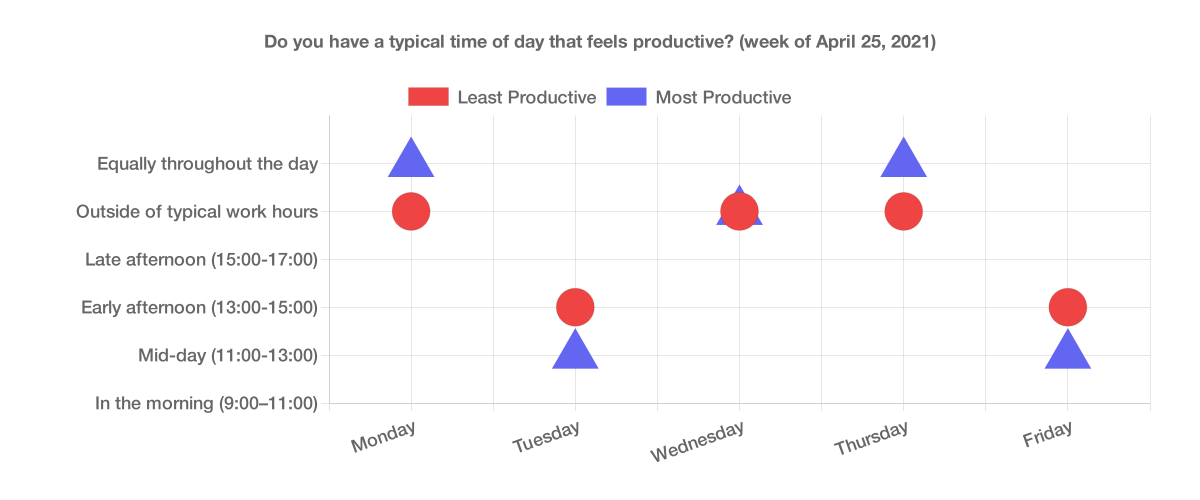 Do you have a typical time of day that feels productive? (week of April 25, 2021)
Least Productive Most Productive
Equally throughout the day
Outside of typical work hours
Late afternoon (15:00-17:00)
Early afternoon (13:00-15:00)
Mid-day (11:00-13:00)
In the morning (9:00–11:00)
Monday Tuesday Wednesday Thursday Friday